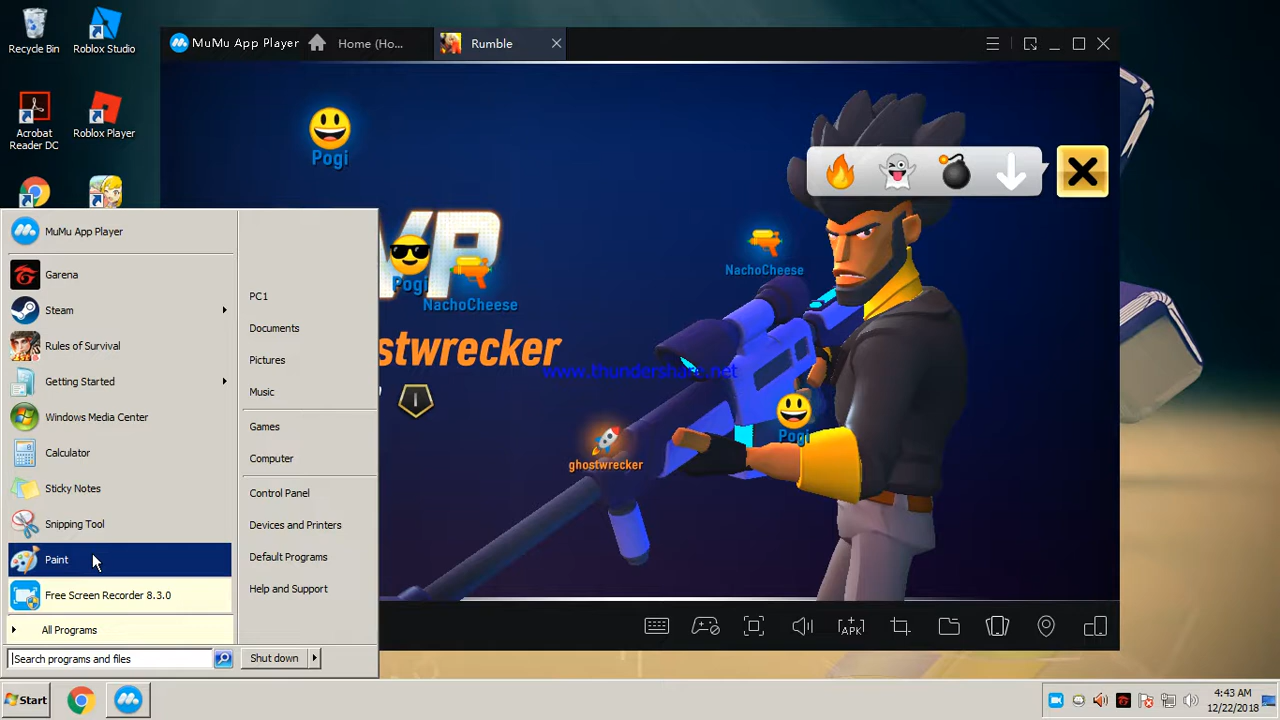 Recycle Bin
Roblox Studio
Acrobat
Reader DC
Roblox Player
MuMu App Player
Home (Ho...
Rumble
Pogi
Pogi
NachoCheese
NachoCheese
stwrecker
www.thundershare.net
I
Pogi
ghostwrecker
MuMu App Player
Garena
Steam
Rules of Survival
Getting Started
Windows Media Center
Calculator
Sticky Notes
Snipping Tool
Paint
Free Screen Recorder 8.3.0
All Programs
Search programs and files
PC1
Documents
Pictures
Music
Games
Computer
Control Panel
Devices and Printers
Default Programs
Help and Support
Shut down
APK
Start
4:43 AM
12/22/2018